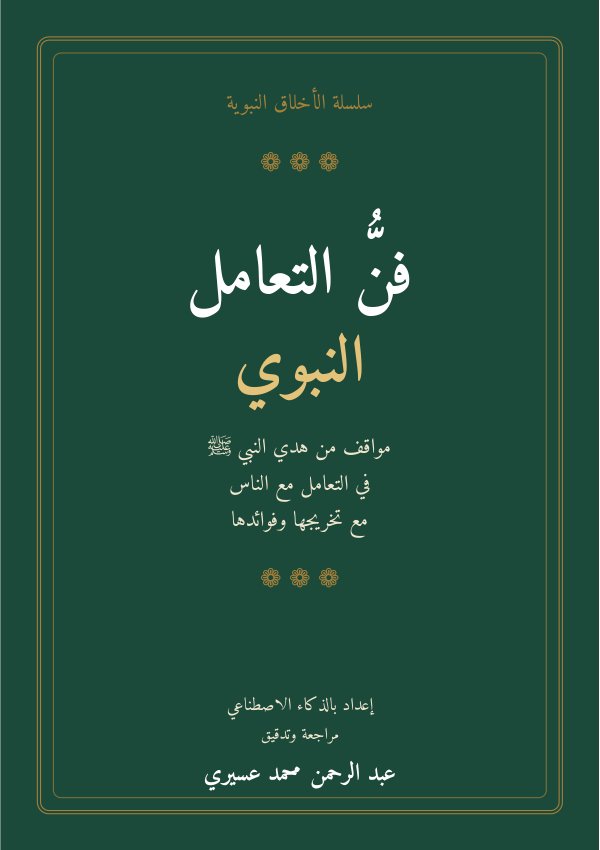 سلسلة الأخلاق النبوية
فنُّ التعامل
النبوي
مواقف من هدي النبي ﷺ
في التعامل مع الناس
مع تخريجها وفوائدها
إعداد بالذكاء الاصطناعي
مراجعة وتدقيق
عبد الرحمن محمد عسيري